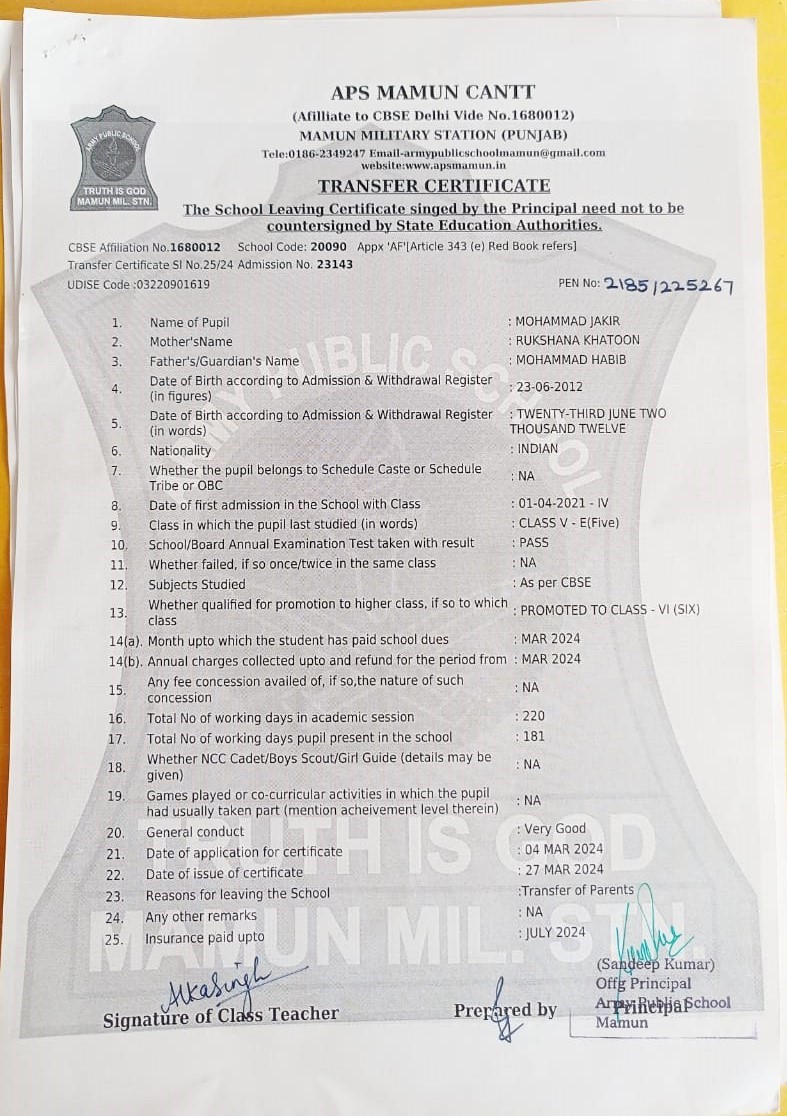 APS MAMUN CANTT
(Afilliate to CBSE Delhi Vide No.1680012)
MAMUN MILITARY STATION (PUNJAB)
Tele:0186-2349247 Email-armypublicschoolmamun@gmail.com
website:www.apsmamun.in
ARMY PUBLIC SCHOOL
TRUTH IS GOD
MAMUN MIL. STN.
TRANSFER CERTIFICATE
The School Leaving Certificate singed by the Principal need not to be
countersigned by State Education Authorities.
CBSE Affiliation No.1680012 School Code: 20090 Appx 'AF'[Article 343 (e) Red Book refers]
Transfer Certificate Sl No.25/24 Admission No. 23143
UDISE Code :03220901619 PEN No: 21851225267
1. Name of Pupil : MOHAMMAD JAKIR
2. Mother'sName : RUKSHANA KHATOON
3. Father's/Guardian's Name : MOHAMMAD HABIB
4. Date of Birth according to Admission & Withdrawal Register
(in figures) : 23-06-2012
5. Date of Birth according to Admission & Withdrawal Register : TWENTY-THIRD JUNE TWO
(in words) THOUSAND TWELVE
6. Nationality : INDIAN
7. Whether the pupil belongs to Schedule Caste or Schedule
Tribe or OBC : NA
8. Date of first admission in the School with Class : 01-04-2021 - IV
9. Class in which the pupil last studied (in words) : CLASS V - E(Five)
10. School/Board Annual Examination Test taken with result : PASS
11. Whether failed, if so once/twice in the same class : NA
12. Subjects Studied : As per CBSE
13. Whether qualified for promotion to higher class, if so to which
class : PROMOTED TO CLASS - VI (SIX)
14(a). Month upto which the student has paid school dues : MAR 2024
14(b). Annual charges collected upto and refund for the period from : MAR 2024
15. Any fee concession availed of, if so,the nature of such
concession : NA
16. Total No of working days in academic session : 220
17. Total No of working days pupil present in the school : 181
18. Whether NCC Cadet/Boys Scout/Girl Guide (details may be
given) : NA
19. Games played or co-curricular activities in which the pupil
had usually taken part (mention acheivement level therein) : NA
20. General conduct : Very Good
21. Date of application for certificate : 04 MAR 2024
22. Date of issue of certificate : 27 MAR 2024
23. Reasons for leaving the School :Transfer of Parents
24. Any other remarks : NA
25. Insurance paid upto : JULY 2024
ARMY PUBLIC SCHOOL
TRUTH IS GOD
MAMUN MIL. STN.
AlkaSingh
Signature of Class Teacher
Prepared by
Principal
(Sandeep Kumar)
Offg Principal
Army Public School
Mamun